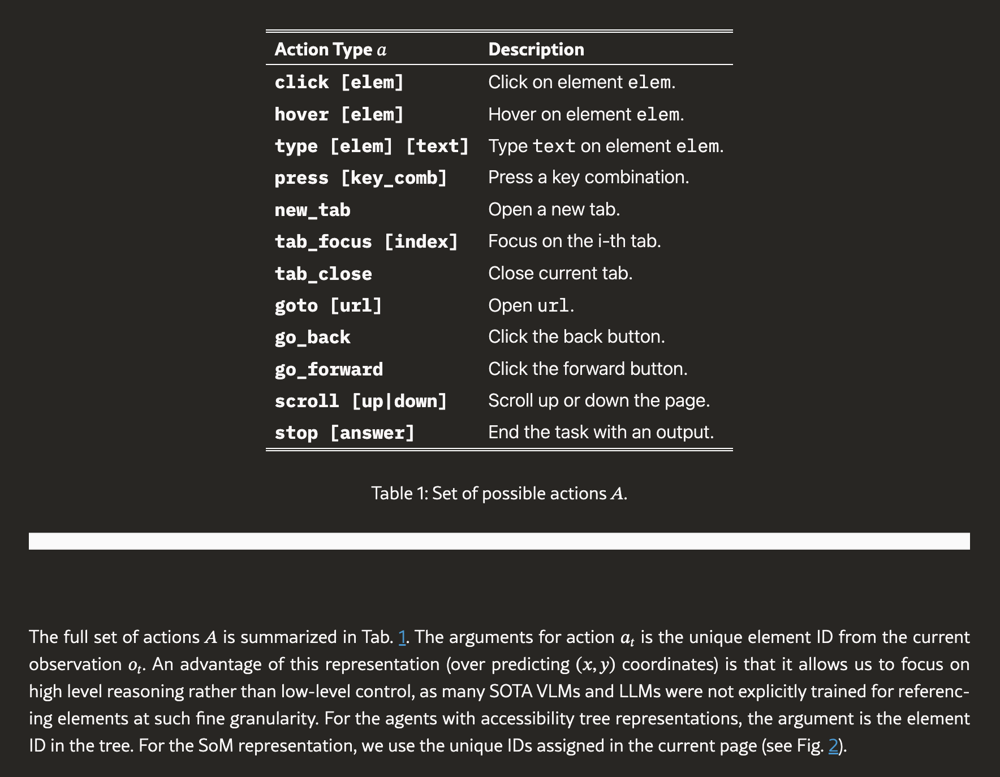 Action Type a Description
click [elem] Click on element elem.
hover [elem] Hover on element elem.
type [elem] [text] Type text on element elem.
press [key_comb] Press a key combination.
new_tab Open a new tab.
tab_focus [index] Focus on the i-th tab.
tab_close Close current tab.
goto [url] Open url.
go_back Click the back button.
go_forward Click the forward button.
scroll [up|down] Scroll up or down the page.
stop [answer] End the task with an output.
Table 1: Set of possible actions A.
The full set of actions A is summarized in Tab. 1. The arguments for action aₜ is the unique element ID from the current
observation oₜ. An advantage of this representation (over predicting (x, y) coordinates) is that it allows us to focus on
high level reasoning rather than low-level control, as many SOTA VLMs and LLMs were not explicitly trained for referenc-
ing elements at such fine granularity. For the agents with accessibility tree representations, the argument is the element
ID in the tree. For the SoM representation, we use the unique IDs assigned in the current page (see Fig. 2).